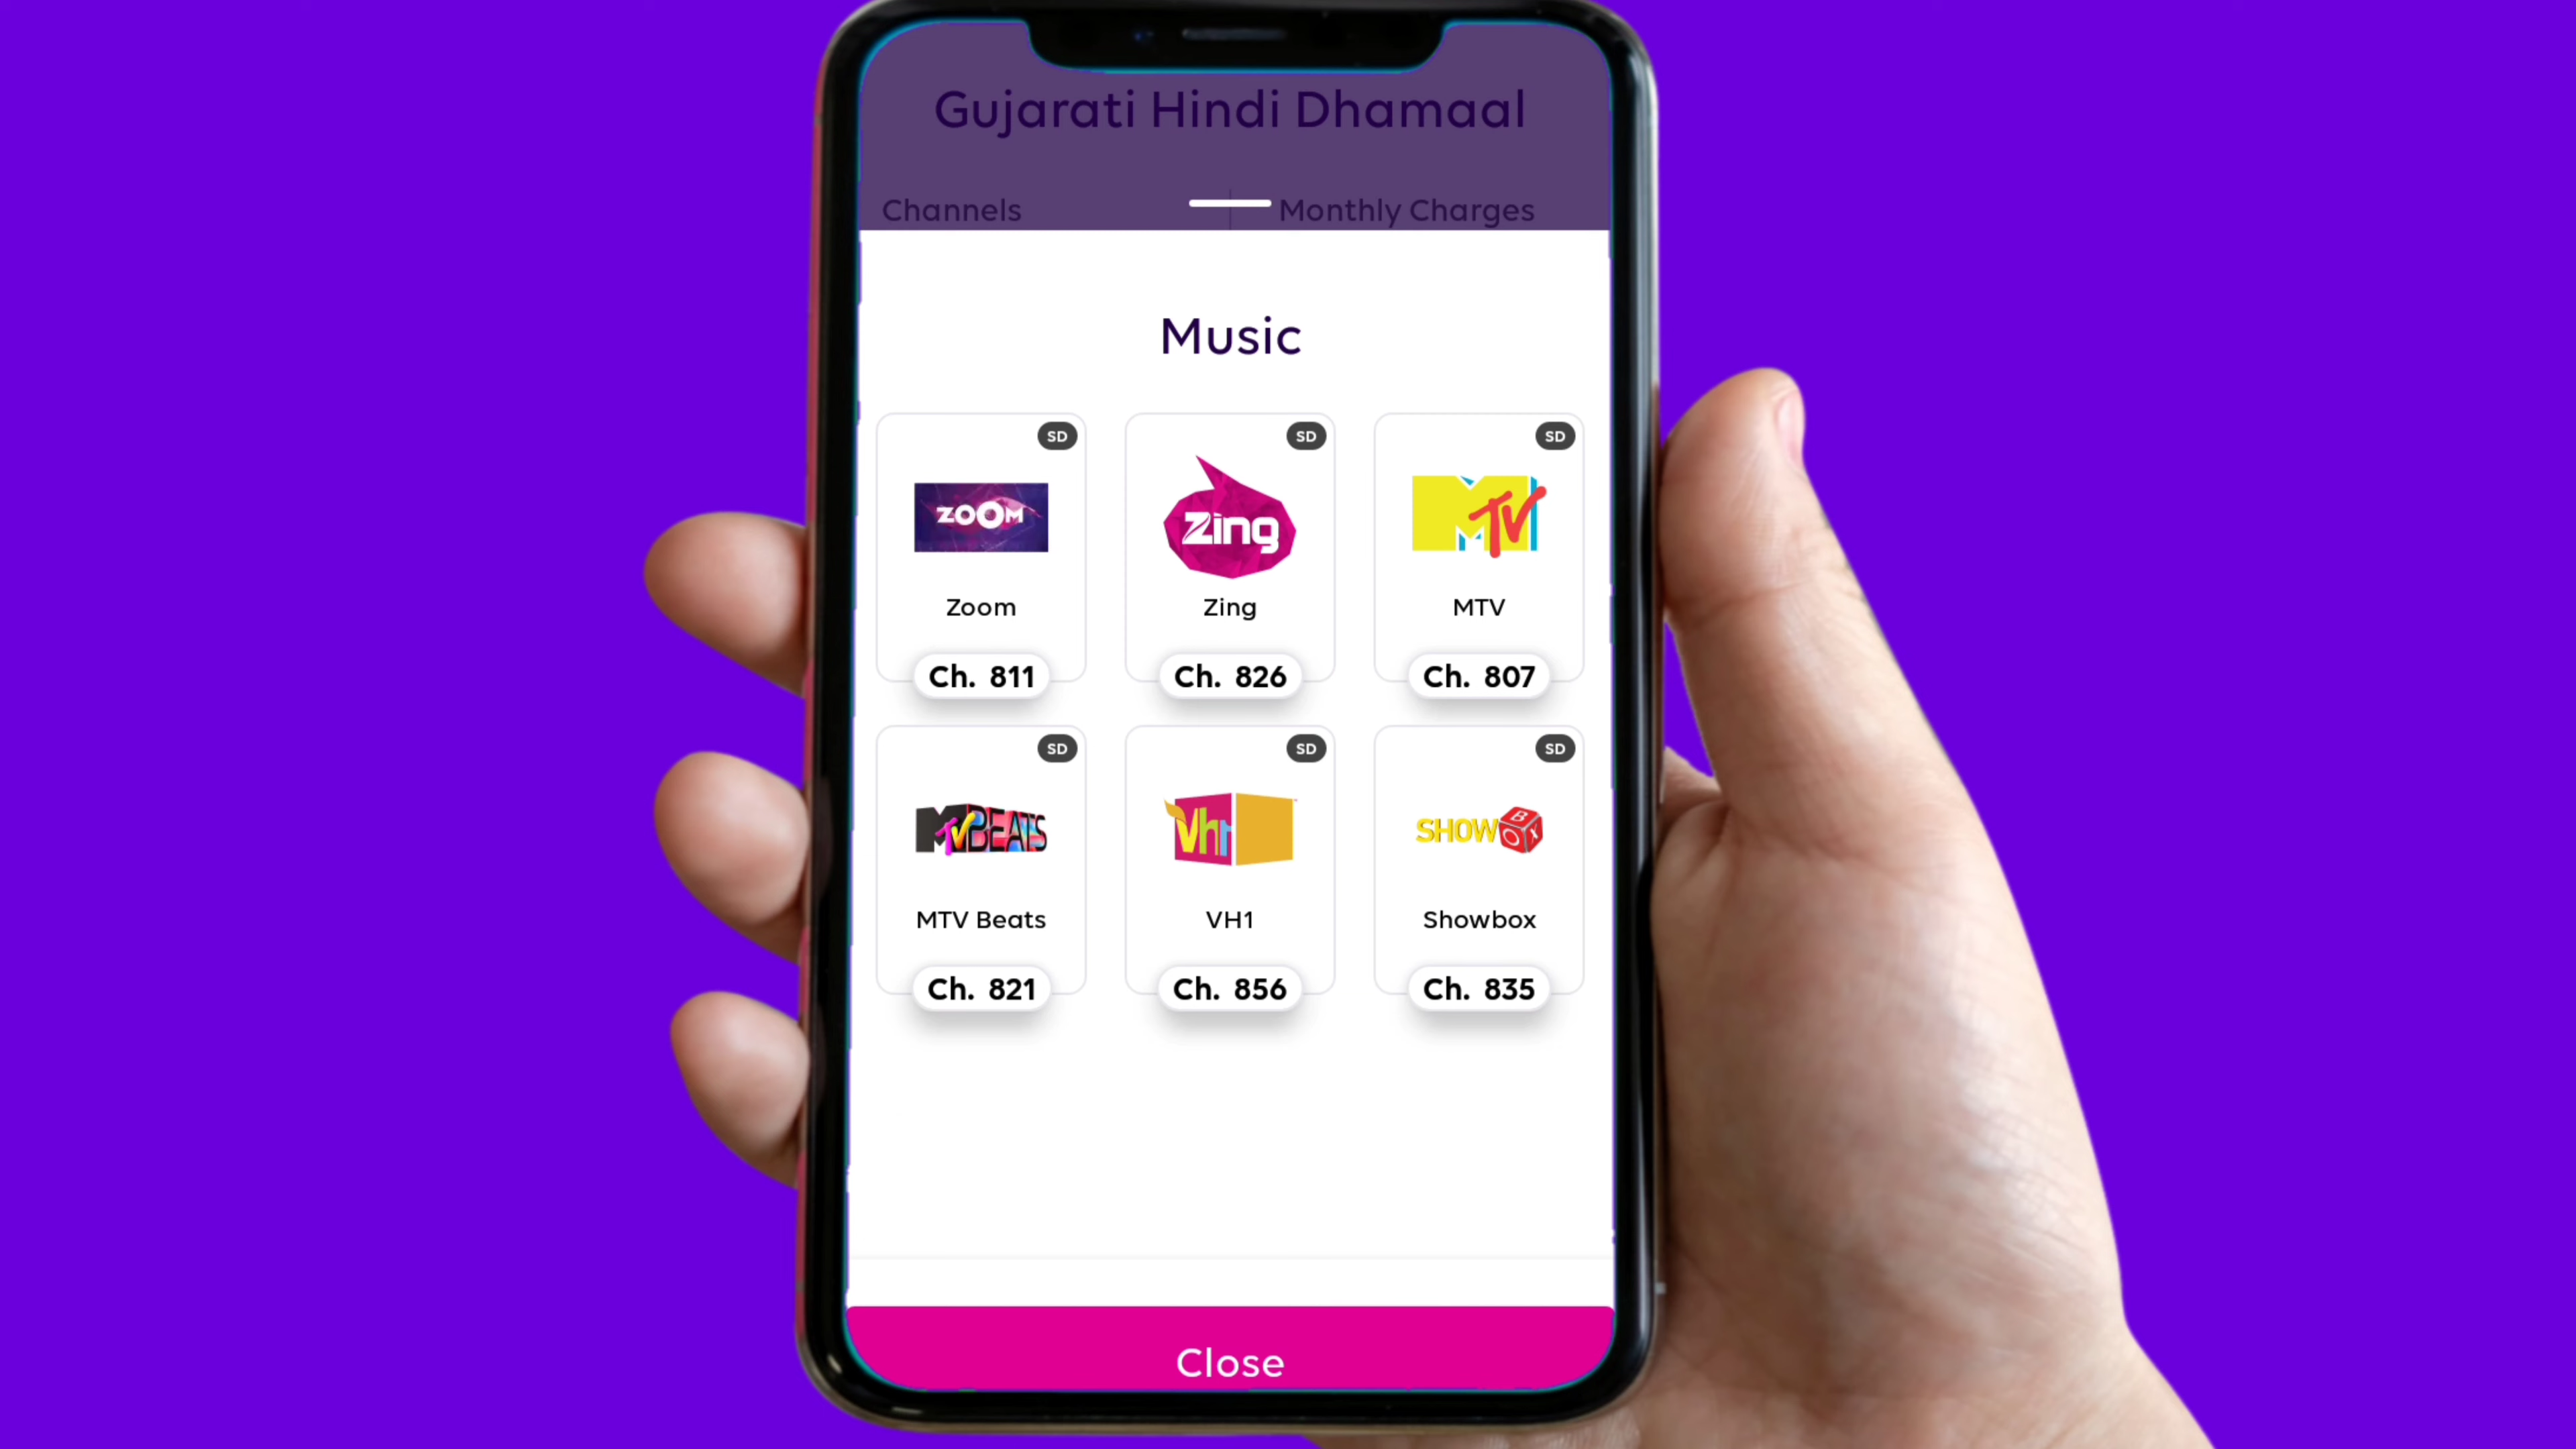 Gujarati Hindi Dhamaal
Channels
Monthly Charges
Music
SD
SD
SD
ZOOM
Zing
MTV
Zoom
Zing
MTV
Ch. 811
Ch. 826
Ch. 807
SD
SD
SD
MTV BEATS
Vh1
SHOWBOX
MTV Beats
VH1
Showbox
Ch. 821
Ch. 856
Ch. 835
Close